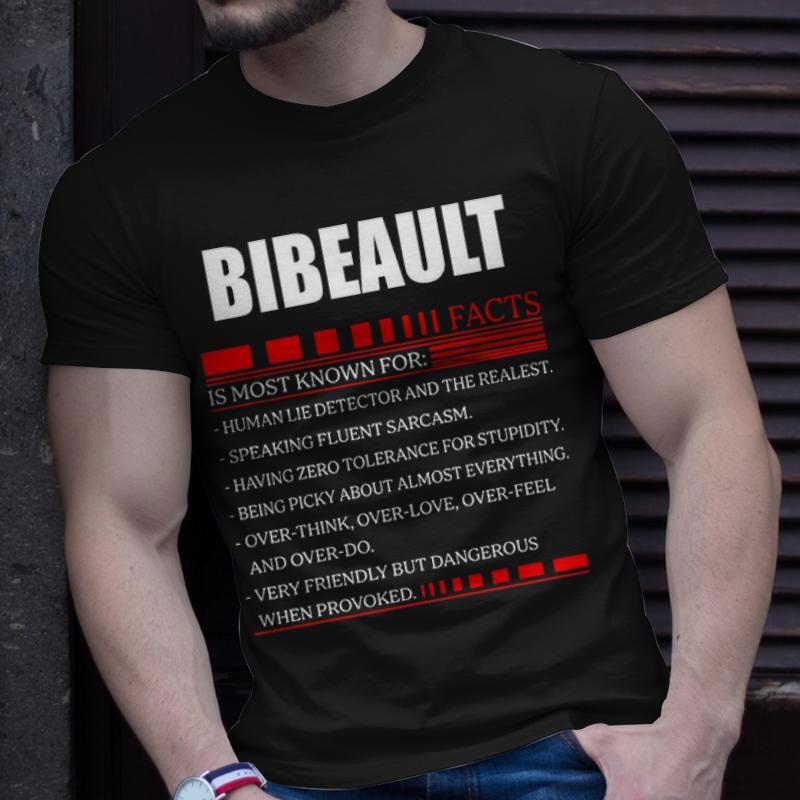 BIBEAULT
FACTS
IS MOST KNOWN FOR:
- HUMAN LIE DETECTOR AND THE REALEST.
- SPEAKING FLUENT SARCASM.
- HAVING ZERO TOLERANCE FOR STUPIDITY.
- BEING PICKY ABOUT ALMOST EVERYTHING.
- OVER-THINK, OVER-LOVE, OVER-FEEL
AND OVER-DO.
- VERY FRIENDLY BUT DANGEROUS
WHEN PROVOKED.